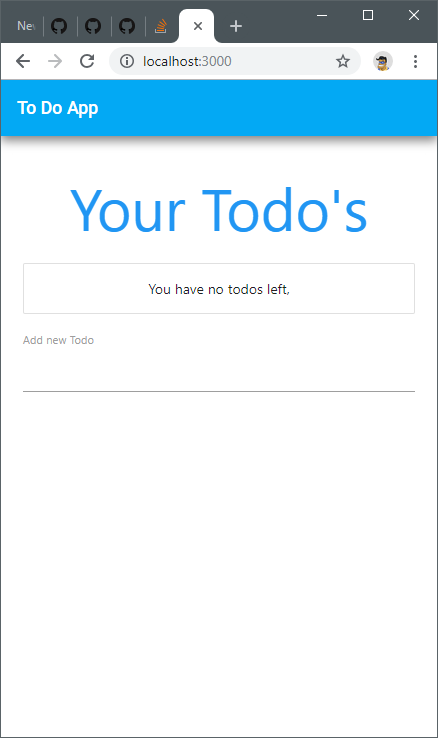 Nev
localhost:3000
To Do App
Your Todo's
You have no todos left,
Add new Todo